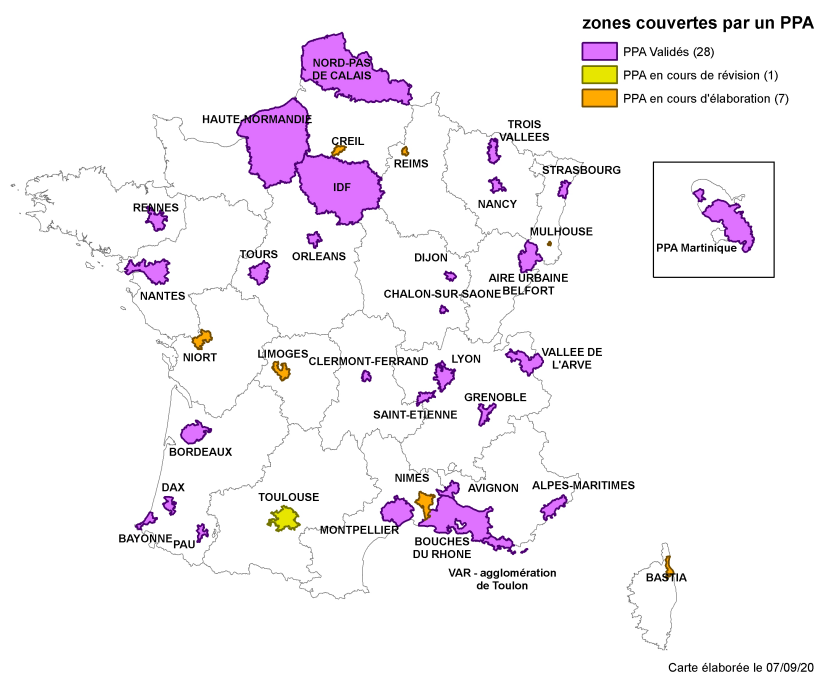 zones couvertes par un PPA
PPA Validés (28)
PPA en cours de révision (1)
PPA en cours d'élaboration (7)
NORD-PAS
DE CALAIS
HAUTE-NORMANDIE
CREIL
REIMS
TROIS
VALLEES
STRASBOURG
IDF
NANCY
RENNES
MULHOUSE
PPA Martinique
ORLEANS
TOURS
DIJON
AIRE URBAINE
BELFORT
NANTES
CHALON-SUR-SAONE
NIORT
LIMOGES
CLERMONT-FERRAND
LYON
VALLEE DE
L'ARVE
GRENOBLE
SAINT-ETIENNE
BORDEAUX
NIMES
AVIGNON
ALPES-MARITIMES
DAX
TOULOUSE
MONTPELLIER
BAYONNE
PAU
BOUCHES
DU RHONE
VAR - agglomération
de Toulon
BASTIA
Carte élaborée le 07/09/20